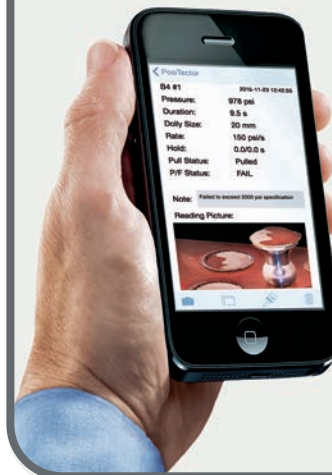 PosiTector
B4 #1 2015-11-23 12:42:55
Pressure: 978 psi
Duration: 9.5 s
Dolly Size: 20 mm
Rate: 150 psi/s
Hold: 0.0/0.0 s
Pull Status: Pulled
P/F Status: FAIL
Note: Failed to exceed 2000 psi specification
Reading Picture: